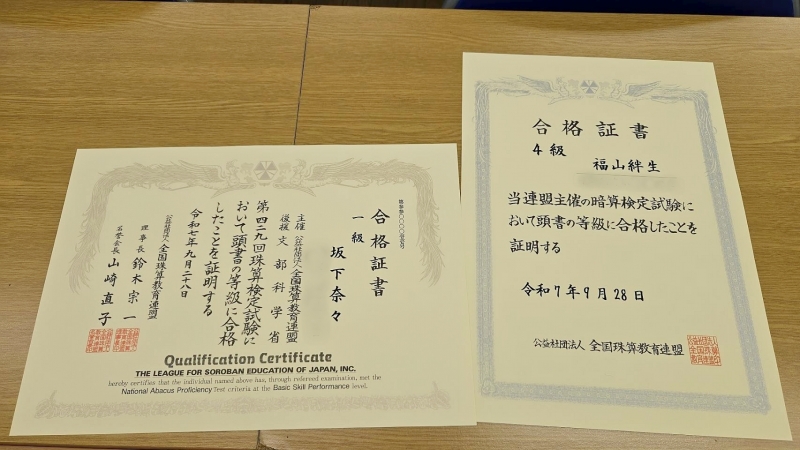 合格証書
一級
坂下奈々
主催 公益社団法人 全国珠算教育連盟
後援 文部科学省
第四二九回珠算検定試験に
おいて頭書の等級に合格
したことを証明する
令和七年九月二十八日
公益社団法人 全国珠算教育連盟
理事長 鈴木宗一
名誉会長 山崎直子
Qualification Certificate
THE LEAGUE FOR SOROBAN EDUCATION OF JAPAN, INC.
hereby certifies that the individual named above has, through refereed examination, met the
National Abacus Proficiency Test criteria at the Basic Skill Performance level.
合格証書
4級
福山絆生
当連盟主催の暗算検定試験に
おいて頭書の等級に合格したことを
証明する
令和7年9月28日
公益社団法人 全国珠算教育連盟